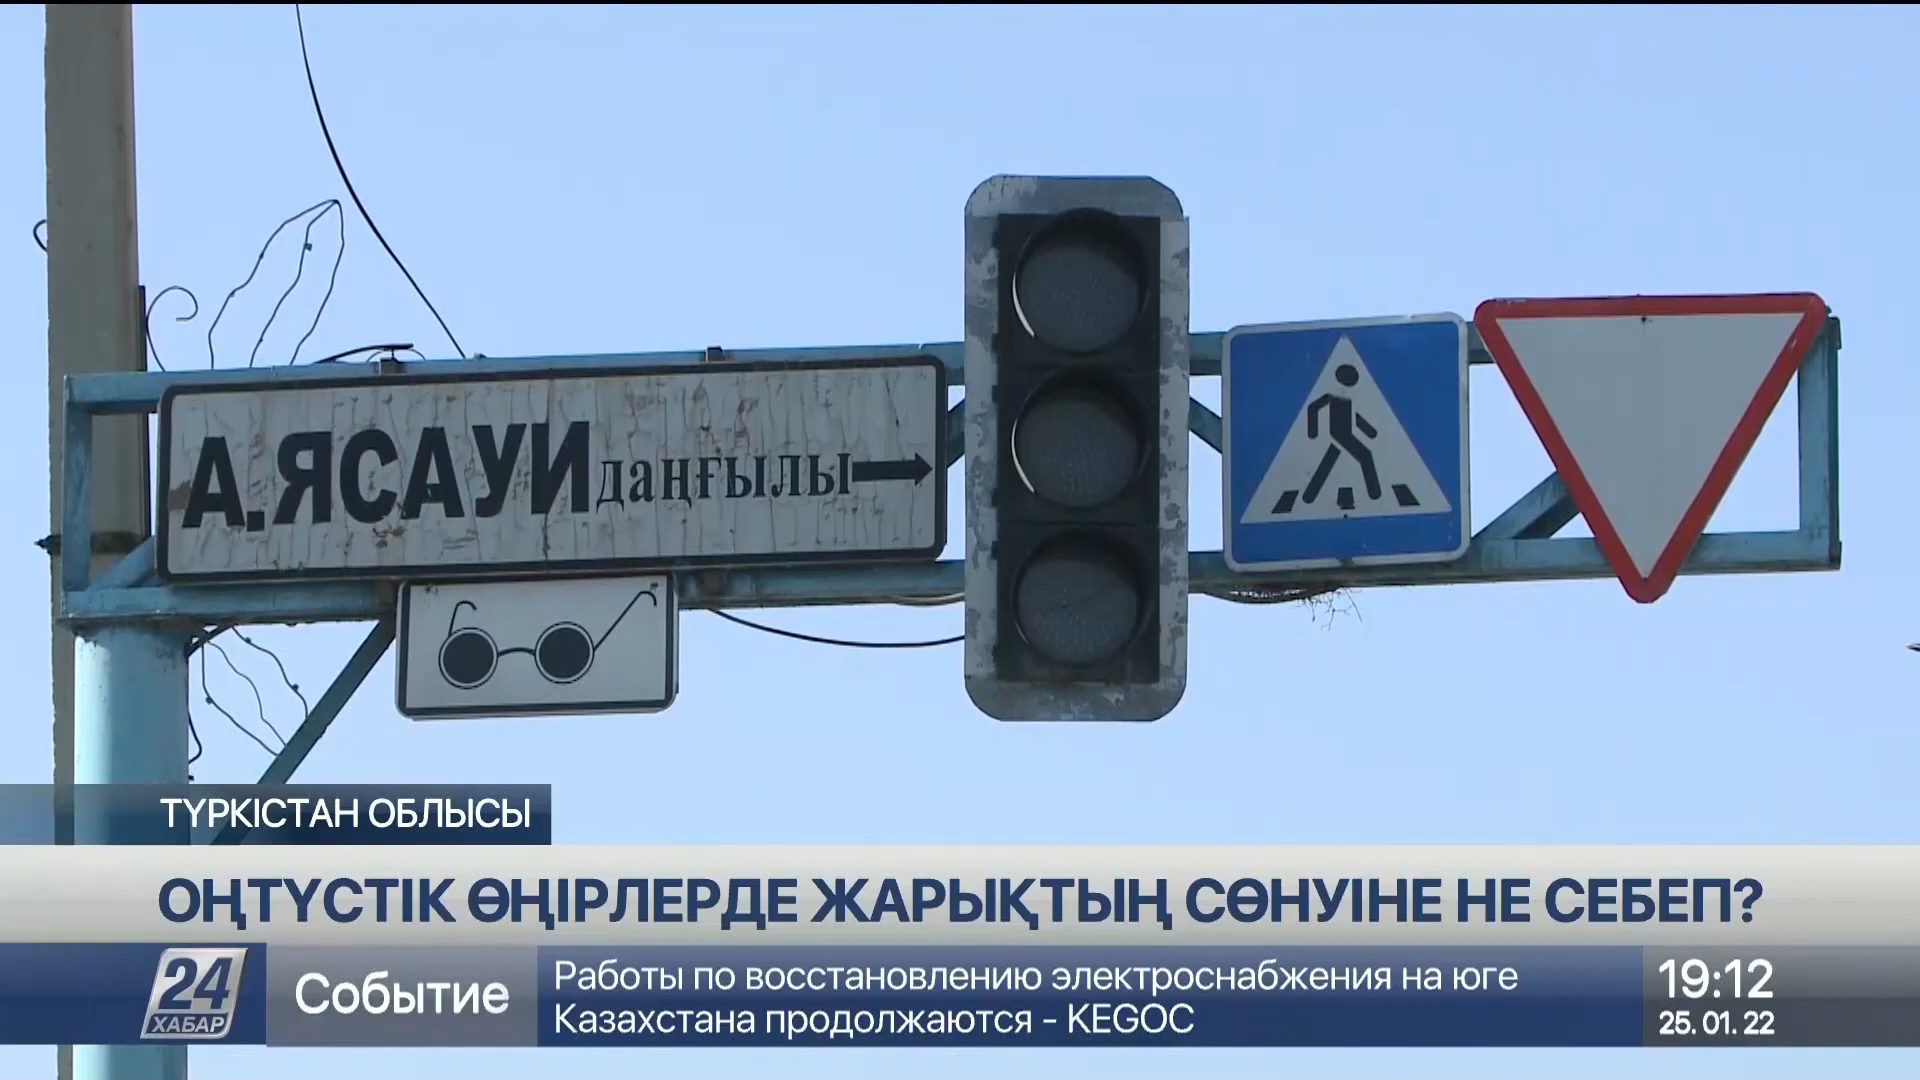 А.ЯСАУИ даңғылы
ТҮРКІСТАН ОБЛЫСЫ
ОҢТҮСТІК ӨҢІРЛЕРДЕ ЖАРЫҚТЫҢ СӨНУІНЕ НЕ СЕБЕП?
24
ХАБАР
Событие
Работы по восстановлению электроснабжения на юге
Казахстана продолжаются - KEGOC
19:12
25. 01. 22